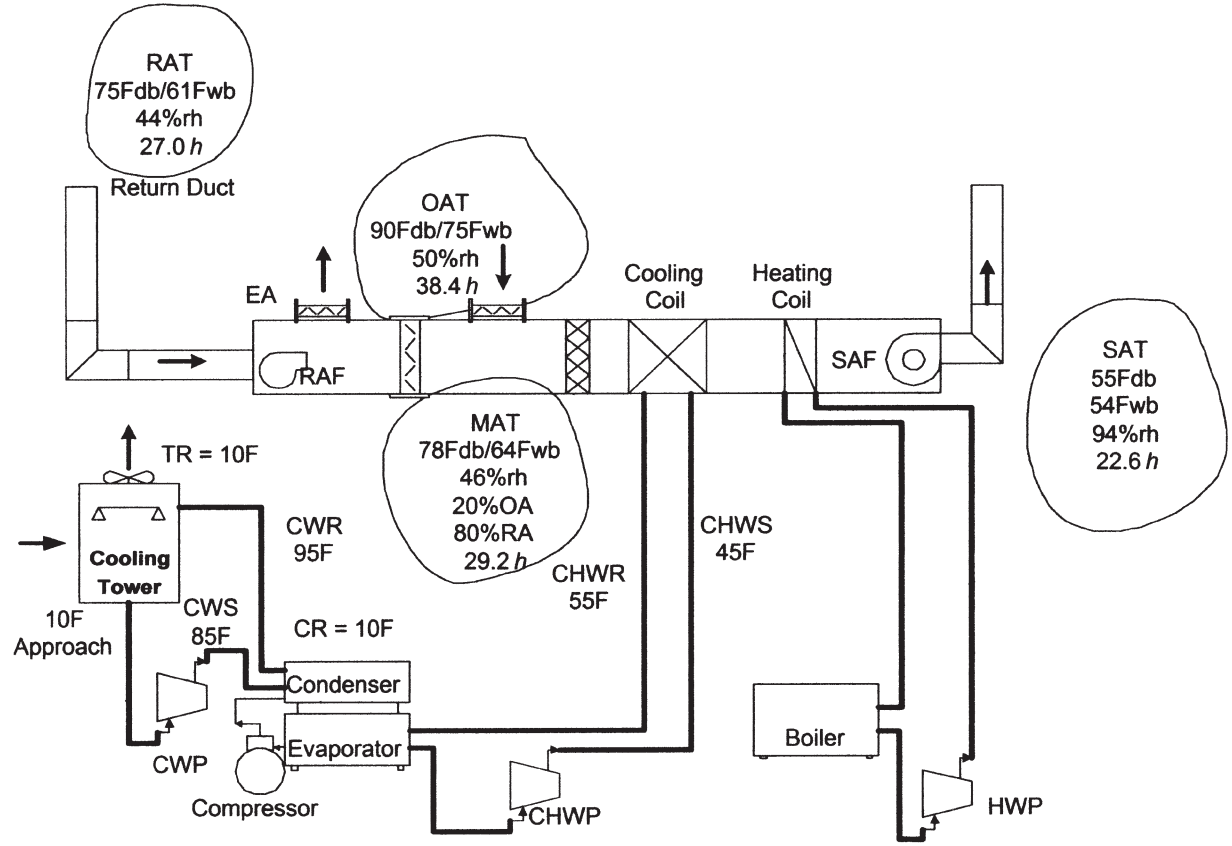 RAT
75Fdb/61Fwb
44%rh
27.0 h
Return Duct
OAT
90Fdb/75Fwb
50%rh
38.4 h
EA
Cooling
Coil
Heating
Coil
RAF
SAF
SAT
55Fdb
54Fwb
94%rh
22.6 h
MAT
78Fdb/64Fwb
46%rh
20%OA
80%RA
29.2 h
TR = 10F
CWR
95F
CHWR
55F
CHWS
45F
Cooling
Tower
10F
Approach
CWS
85F
CR = 10F
Condenser
Evaporator
CWP
Compressor
CHWP
Boiler
HWP